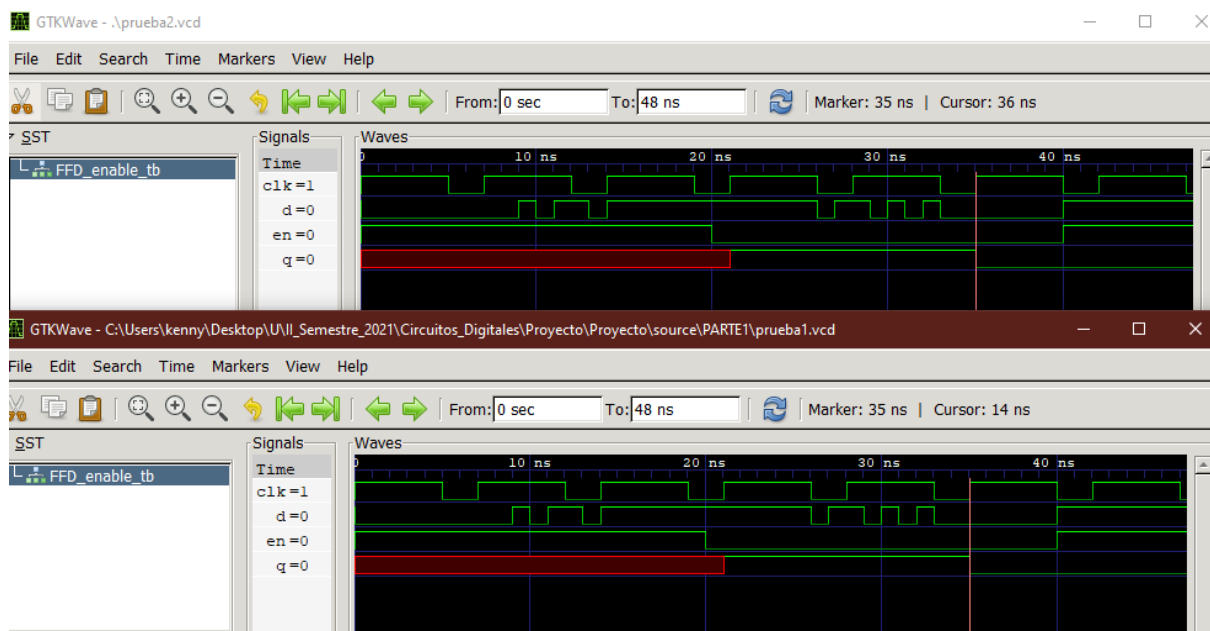 GTKWave - .\prueba2.vcd
File Edit Search Time Markers View Help
From: 0 sec To: 48 ns Marker: 35 ns | Cursor: 36 ns
SST
FFD_enable_tb
Signals
Waves
Time
0 10 ns 20 ns 30 ns 40 ns
clk=1
d=0
en=0
q=0
GTKWave - C:\Users\kenny\Desktop\U\II_Semestre_2021\Circuitos_Digitales\Proyecto\Proyecto\source\PARTE1\prueba1.vcd
File Edit Search Time Markers View Help
From: 0 sec To: 48 ns Marker: 35 ns | Cursor: 14 ns
SST
FFD_enable_tb
Signals
Waves
Time
0 10 ns 20 ns 30 ns 40 ns
clk=1
d=0
en=0
q=0